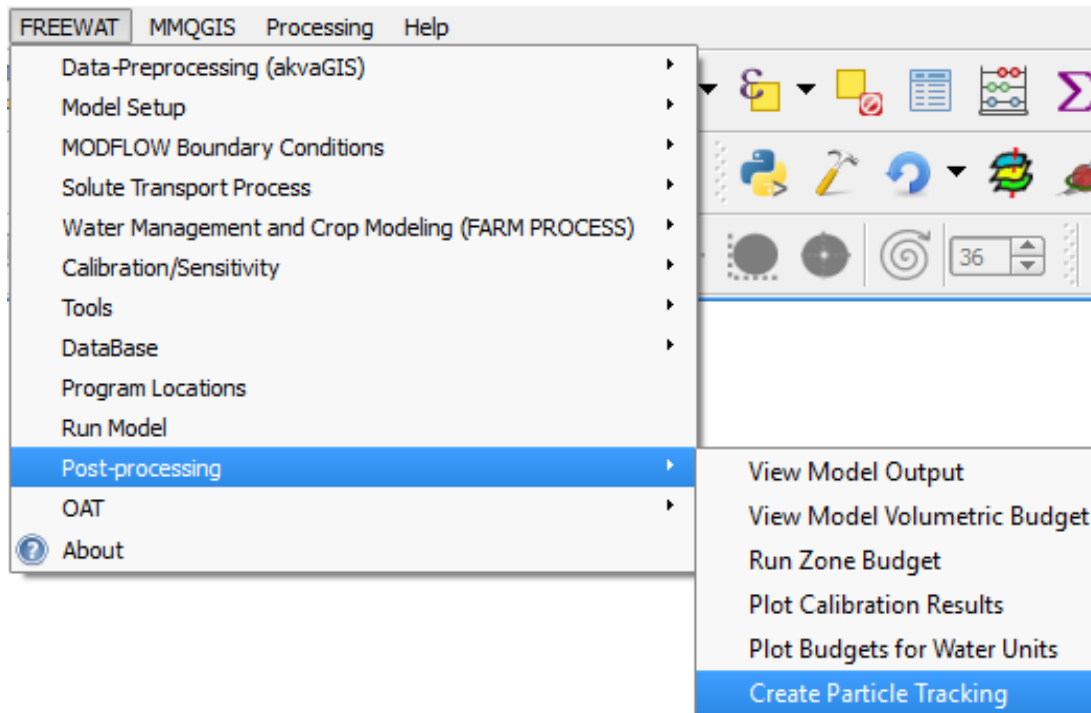 FREEWAT MMQGIS Processing Help
Data-Preprocessing (akvaGIS)
Model Setup
MODFLOW Boundary Conditions
Solute Transport Process
Water Management and Crop Modeling (FARM PROCESS)
Calibration/Sensitivity
36
Tools
DataBase
Program Locations
Run Model
Post-processing
OAT
About
View Model Output
View Model Volumetric Budget
Run Zone Budget
Plot Calibration Results
Plot Budgets for Water Units
Create Particle Tracking